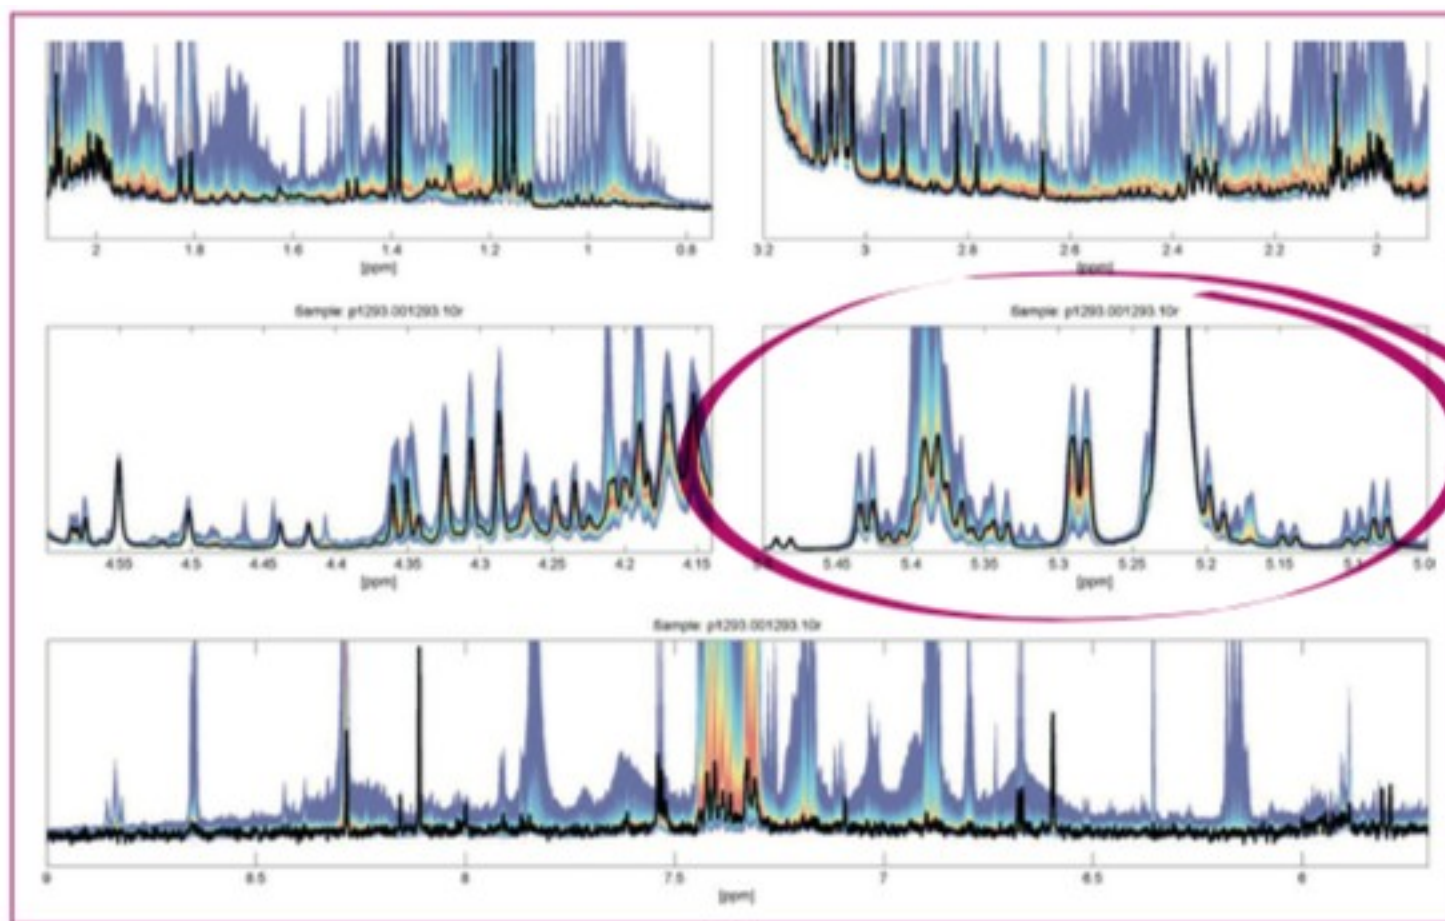 2 1.8 1.6 1.4 1.2 1 0.8
[ppm]
3.2 3 2.8 2.6 2.4 2.2 2
[ppm]
Sample: p1293.001293.10r
4.55 4.5 4.45 4.4 4.35 4.3 4.25 4.2 4.15
[ppm]
Sample: p1293.001293.10r
5.45 5.4 5.35 5.3 5.25 5.2 5.15
[ppm]
Sample: p1293.001293.10r
9 8.5 8 7.5 7 6.5 6
[ppm]